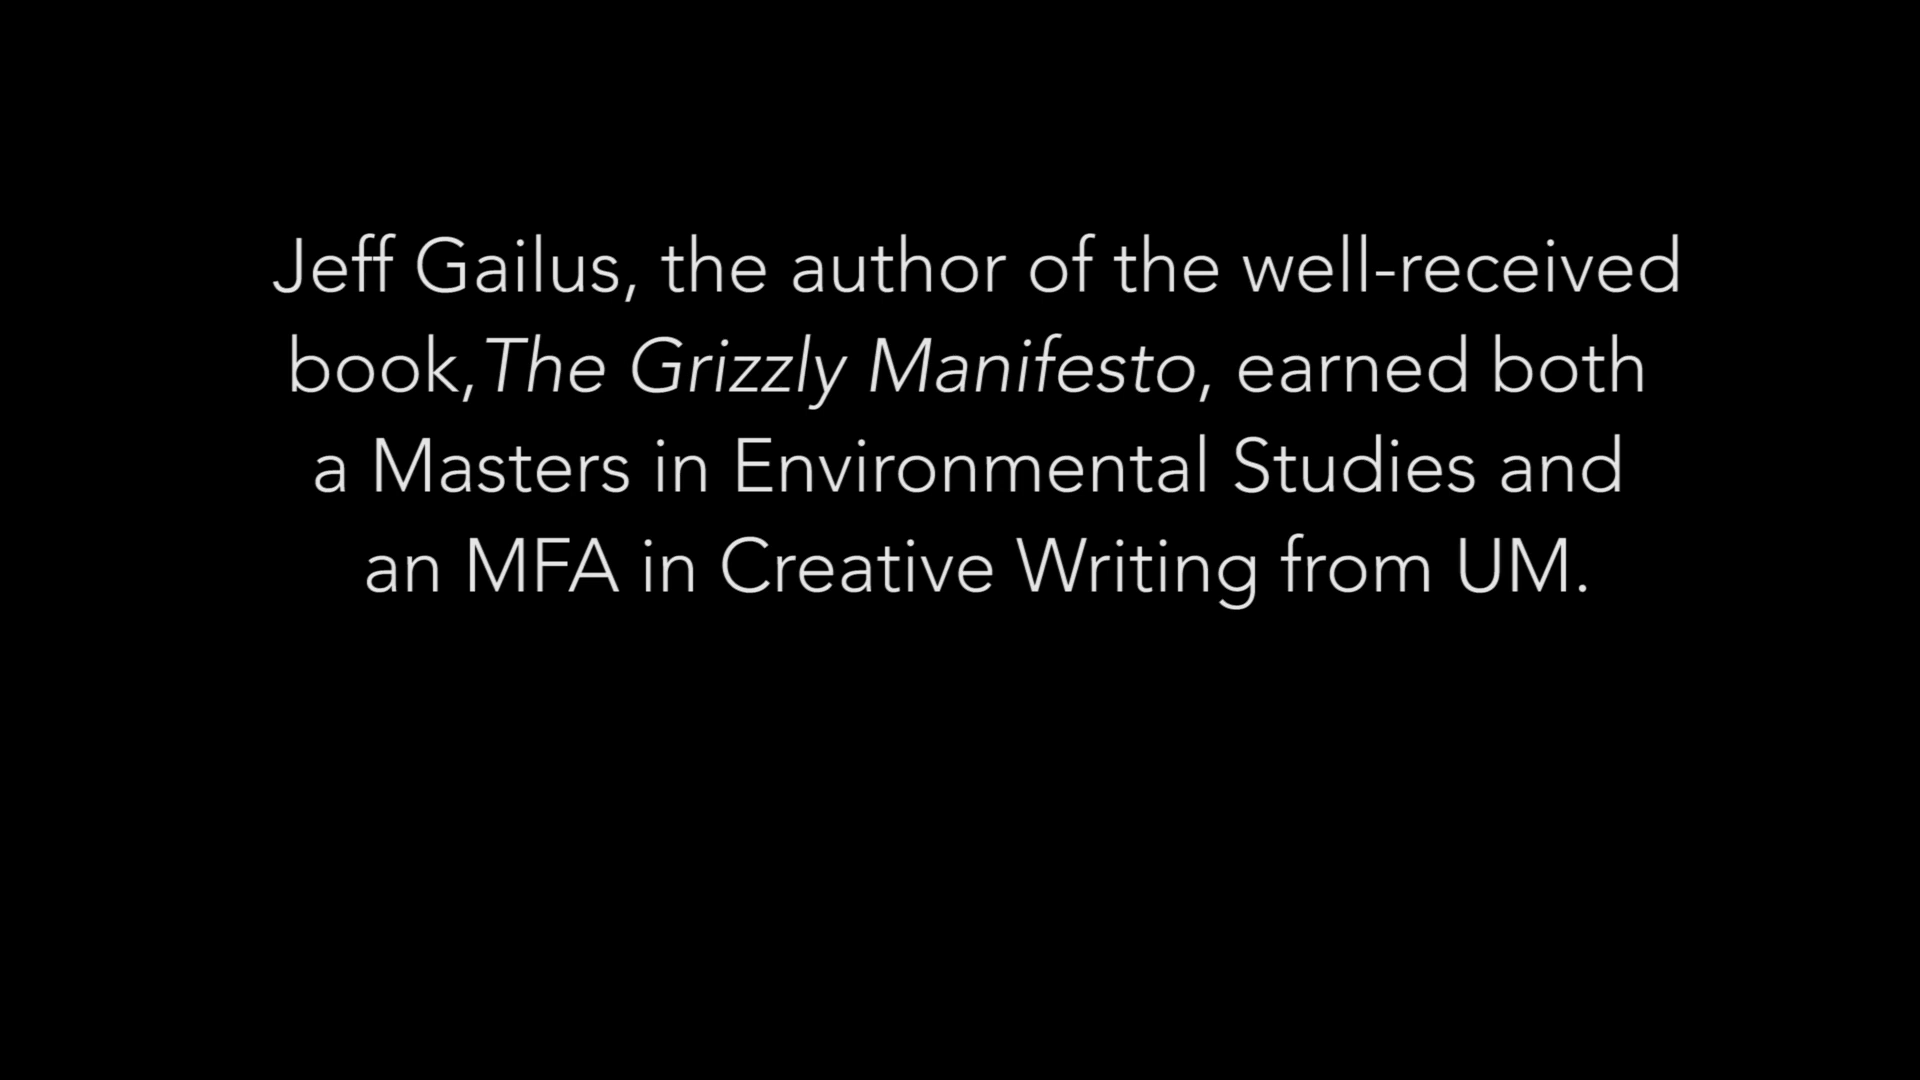 Jeff Gailus, the author of the well-received
book,The Grizzly Manifesto, earned both
a Masters in Environmental Studies and
an MFA in Creative Writing from UM.